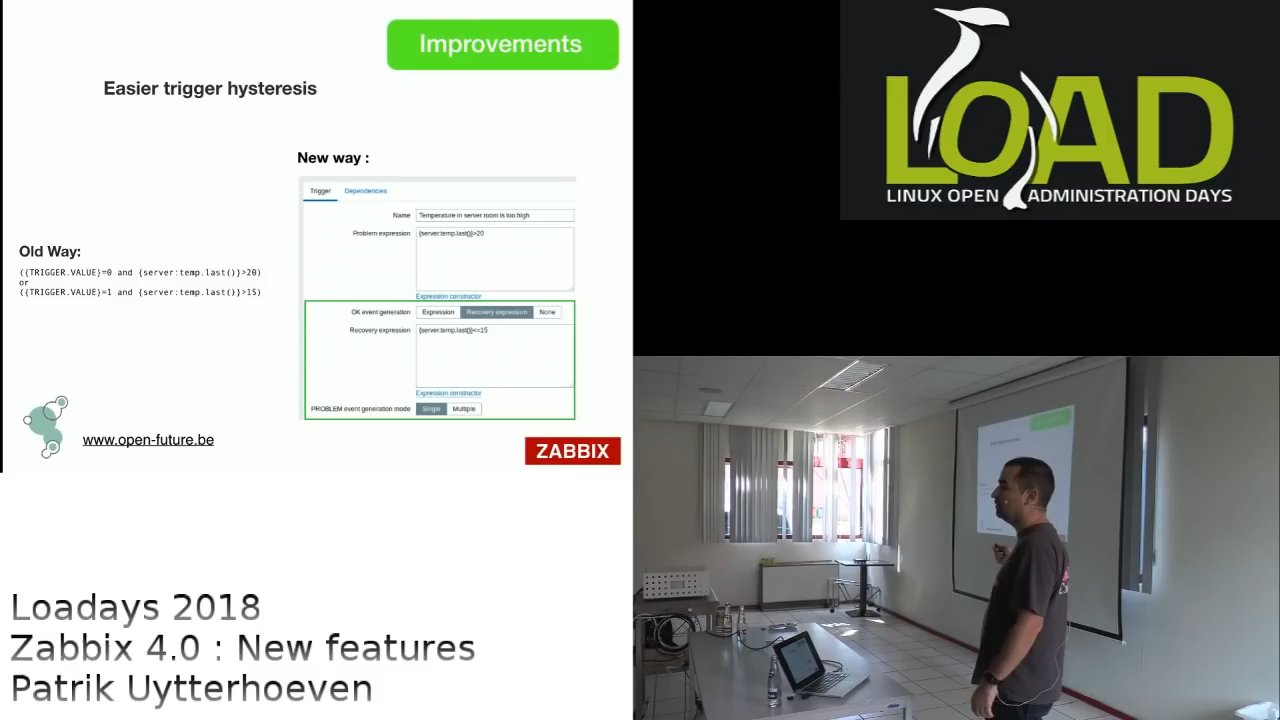 Improvements
Easier trigger hysteresis
New way :
Trigger Dependencies
Name Temperature in server room is too high
Problem expression {server:temp.last()}>20
Expression constructor
OK event generation Expression Recovery expression None
Recovery expression {server:temp.last()}<=15
Expression constructor
PROBLEM event generation mode Single Multiple
Old Way:
({TRIGGER.VALUE}=0 and {server:temp.last()}>20)
or
({TRIGGER.VALUE}=1 and {server:temp.last()}>15)
www.open-future.be
ZABBIX
LOAD
LINUX OPEN ADMINISTRATION DAYS
Loadays 2018
Zabbix 4.0 : New features
Patrik Uytterhoeven